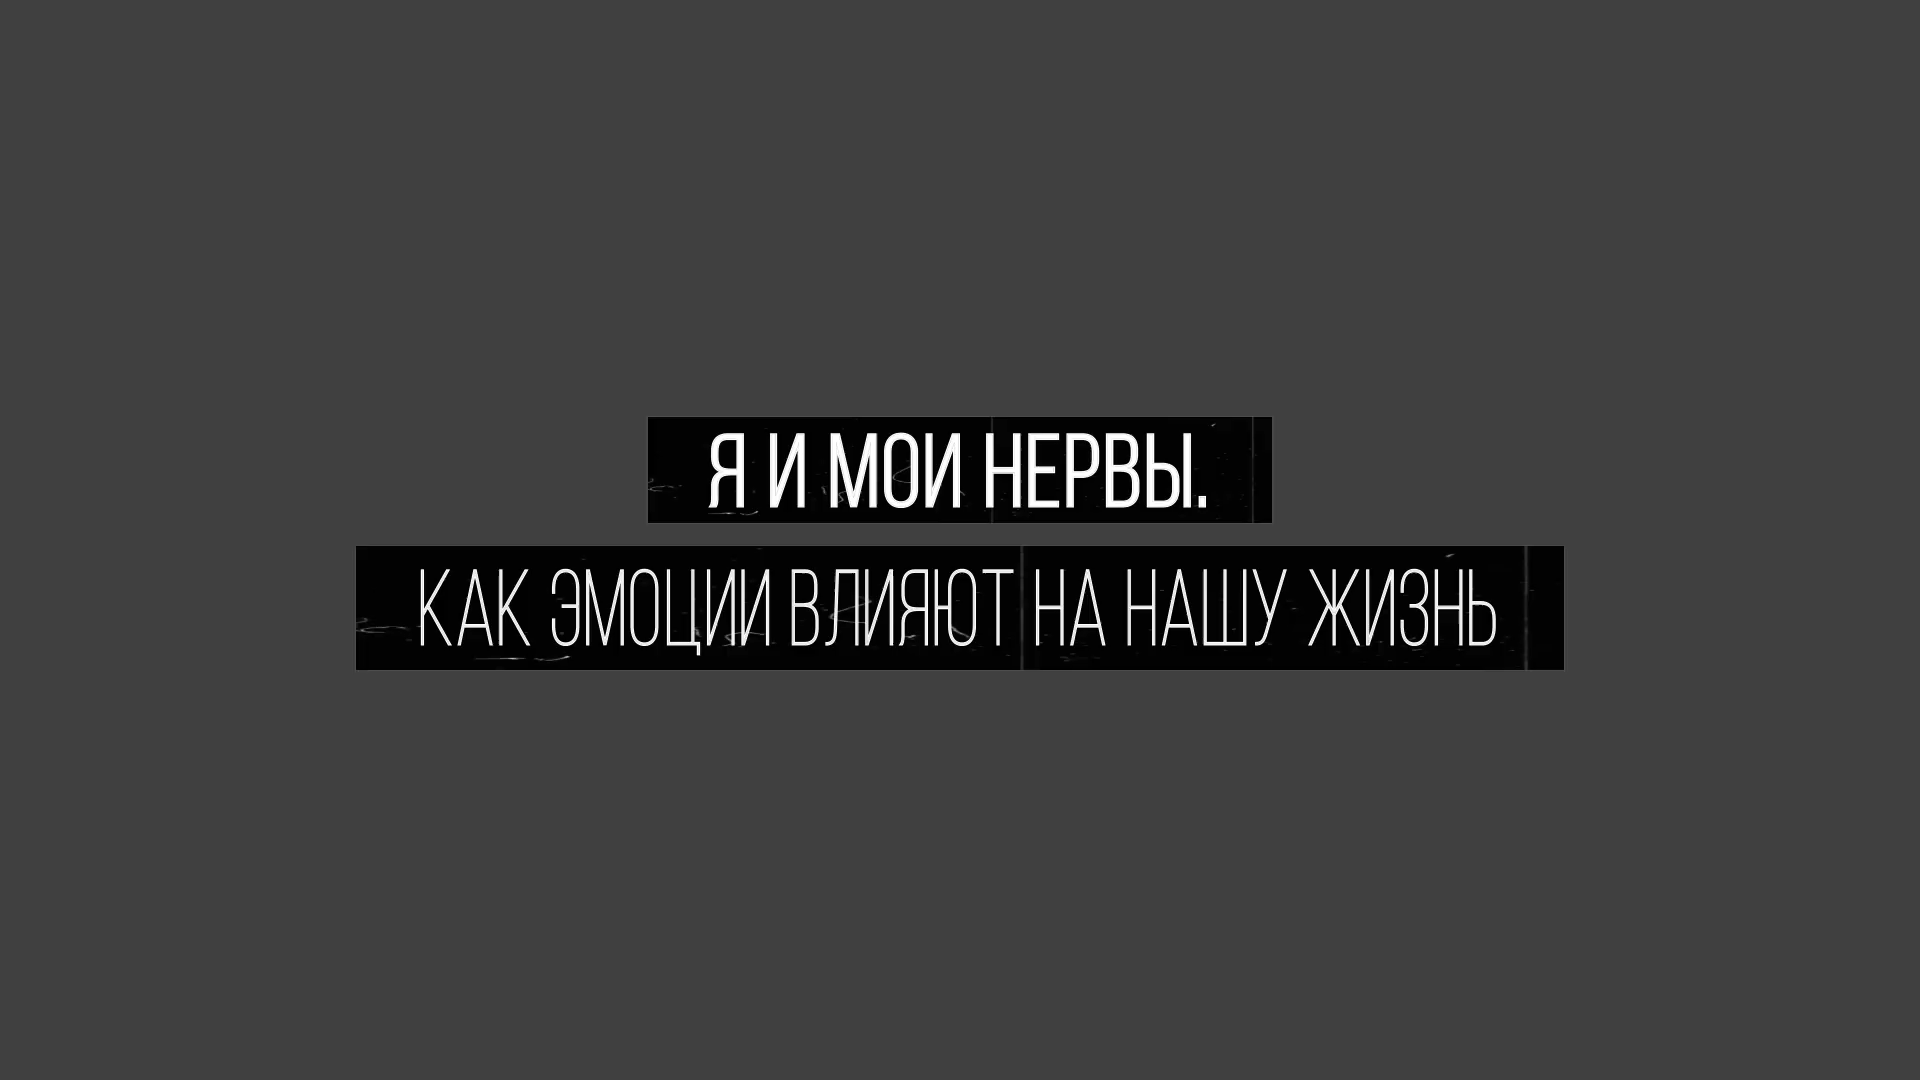 Я И МОИ НЕРВЫ.
КАК ЭМОЦИИ ВЛИЯЮТ НА НАШУ ЖИЗНЬ